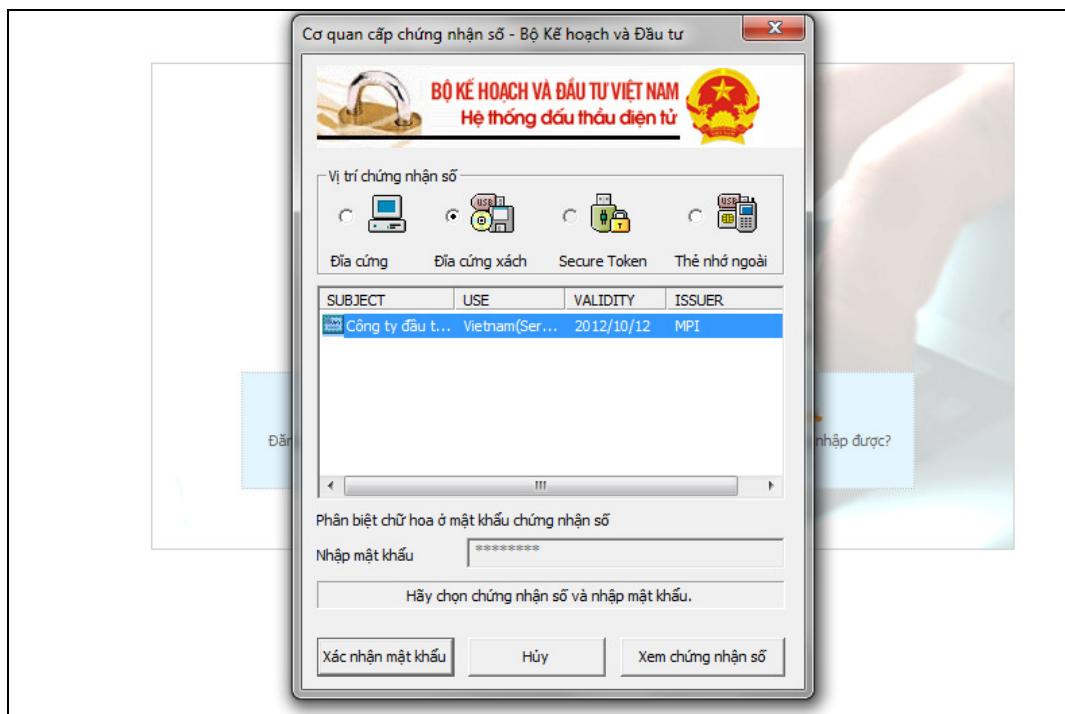 Cơ quan cấp chứng nhận số - Bộ Kế hoạch và Đầu tư
BỘ KẾ HOẠCH VÀ ĐẦU TƯ VIỆT NAM
Hệ thống đấu thầu điện tử
Vị trí chứng nhận số
Đĩa cứng Đĩa cứng xách Secure Token Thẻ nhớ ngoài
SUBJECT USE VALIDITY ISSUER
Công ty đầu t... Vietnam(Ser... 2012/10/12 MPI
nhập được?
Phân biệt chữ hoa ở mật khẩu chứng nhận số
Nhập mật khẩu ********
Hãy chọn chứng nhận số và nhập mật khẩu.
Xác nhận mật khẩu Hủy Xem chứng nhận số